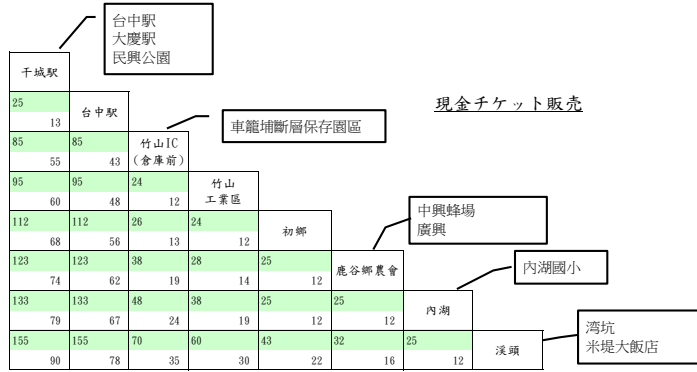 台中駅
大慶駅
民興公園
干城駅
現金チケット販売
25
13
台中駅
車籠埔斷層保存園區
85 85 竹山IC
55 43 (倉庫前)
95 95 24 竹山
60 48 12 工業區
112 112 26 24
68 56 13 12
初鄉
中興蜂場
廣興
123 123 38 28 25
74 62 19 14 12
鹿谷鄉農會
內湖國小
133 133 48 38 25 25
79 67 24 19 12 12
內湖
155 155 70 60 43 32 25
90 78 35 30 22 16 12
溪頭
湾坑
米堤大飯店